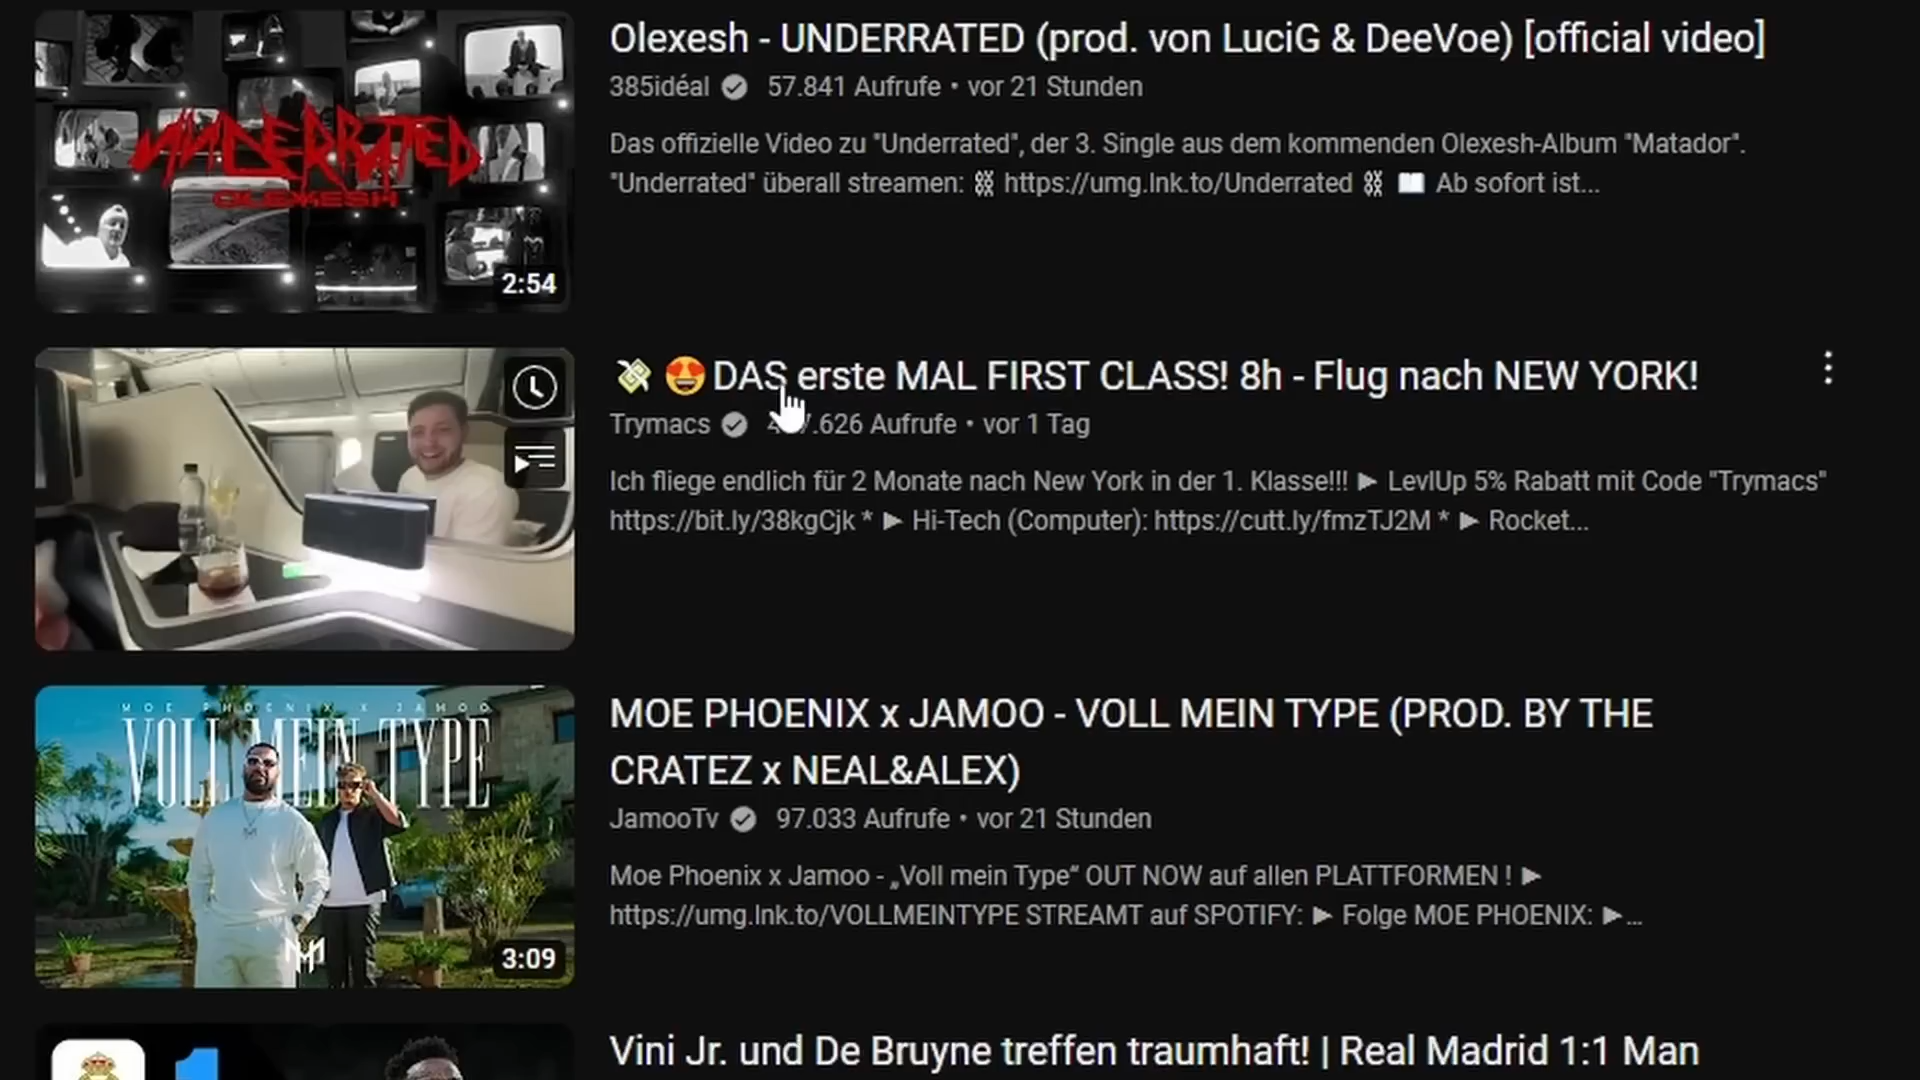 UNDERRATED
OLEXESH
2:54
Olexesh - UNDERRATED (prod. von LuciG & DeeVoe) [official video]
385idéal 57.841 Aufrufe • vor 21 Stunden
Das offizielle Video zu "Underrated", der 3. Single aus dem kommenden Olexesh-Album "Matador".
"Underrated" überall streamen: ⛓ https://umg.lnk.to/Underrated ⛓ 📖 Ab sofort ist...
💸 😍DAS erste MAL FIRST CLASS! 8h - Flug nach NEW YORK!
Trymacs .626 Aufrufe • vor 1 Tag
Ich fliege endlich für 2 Monate nach New York in der 1. Klasse!!! ► LevlUp 5% Rabatt mit Code "Trymacs"
https://bit.ly/38kgCjk * ► Hi-Tech (Computer): https://cutt.ly/fmzTJ2M * ► Rocket...
MOE PHOENIX X JAMOO
VOLL MEIN TYPE
3:09
MOE PHOENIX x JAMOO - VOLL MEIN TYPE (PROD. BY THE
CRATEZ x NEAL&ALEX)
JamooTv 97.033 Aufrufe • vor 21 Stunden
Moe Phoenix x Jamoo - „Voll mein Type“ OUT NOW auf allen PLATTFORMEN ! ►
https://umg.lnk.to/VOLLMEINTYPE STREAMT auf SPOTIFY: ► Folge MOE PHOENIX: ►...
Vini Jr. und De Bruyne treffen traumhaft! | Real Madrid 1:1 Man